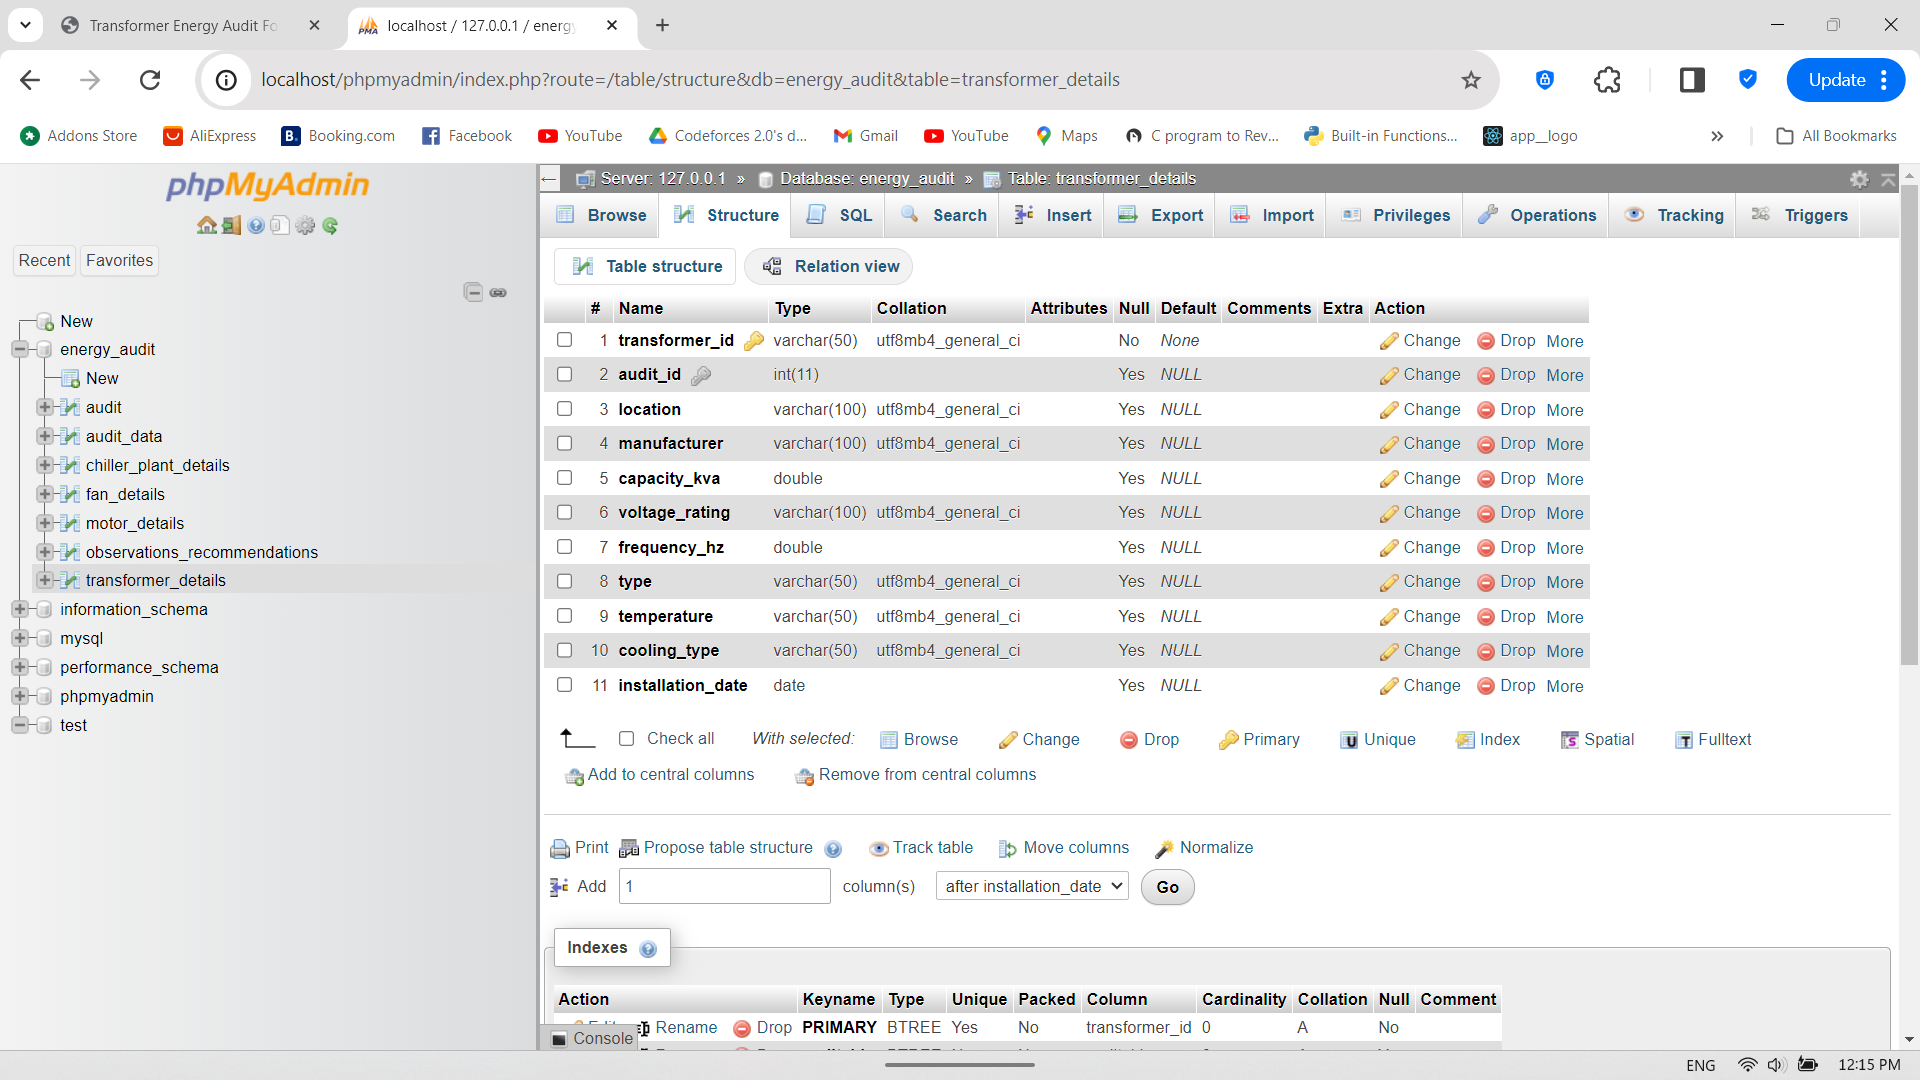 Transformer Energy Audit Fo
localhost / 127.0.0.1 / energy
localhost/phpmyadmin/index.php?route=/table/structure&db=energy_audit&table=transformer_details
Update
Addons Store AliExpress Booking.com Facebook YouTube Codeforces 2.0's d... Gmail YouTube Maps C program to Rev... Built-in Functions... app__logo » All Bookmarks
phpMyAdmin
Recent Favorites
New
energy_audit
New
audit
audit_data
chiller_plant_details
fan_details
motor_details
observations_recommendations
transformer_details
information_schema
mysql
performance_schema
phpmyadmin
test
Server: 127.0.0.1 » Database: energy_audit » Table: transformer_details
Browse Structure SQL Search Insert Export Import Privileges Operations Tracking Triggers
Table structure Relation view
# Name Type Collation Attributes Null Default Comments Extra Action
1 transformer_id varchar(50) utf8mb4_general_ci No None Change Drop More
2 audit_id int(11) Yes NULL Change Drop More
3 location varchar(100) utf8mb4_general_ci Yes NULL Change Drop More
4 manufacturer varchar(100) utf8mb4_general_ci Yes NULL Change Drop More
5 capacity_kva double Yes NULL Change Drop More
6 voltage_rating varchar(100) utf8mb4_general_ci Yes NULL Change Drop More
7 frequency_hz double Yes NULL Change Drop More
8 type varchar(50) utf8mb4_general_ci Yes NULL Change Drop More
9 temperature varchar(50) utf8mb4_general_ci Yes NULL Change Drop More
10 cooling_type varchar(50) utf8mb4_general_ci Yes NULL Change Drop More
11 installation_date date Yes NULL Change Drop More
Check all With selected: Browse Change Drop Primary Unique Index Spatial Fulltext
Add to central columns Remove from central columns
Print Propose table structure Track table Move columns Normalize
Add 1 column(s) after installation_date Go
Indexes
Action Keyname Type Unique Packed Column Cardinality Collation Null Comment
Rename Drop PRIMARY BTREE Yes No transformer_id 0 A No
Console
ENG 12:15 PM